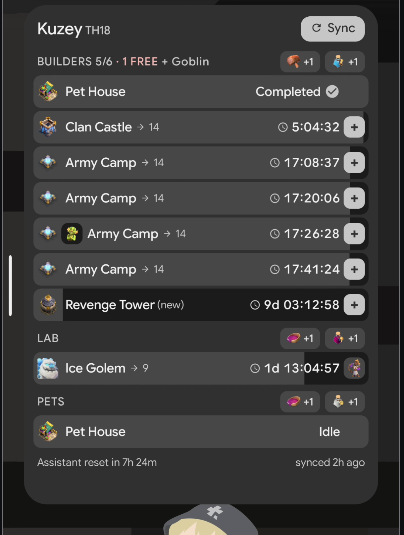 Kuzey TH18
Sync
BUILDERS 5/6 · 1 FREE + Goblin
+1
+1
Pet House
Completed
Clan Castle → 14
5:04:32
+
Army Camp → 14
17:08:37
+
Army Camp → 14
17:20:06
+
Army Camp → 14
17:26:28
+
Army Camp → 14
17:41:24
+
Revenge Tower (new)
9d 03:12:58
+
LAB
+1
+1
Ice Golem → 9
1d 13:04:57
PETS
+1
+1
Pet House
Idle
Assistant reset in 7h 24m
synced 2h ago